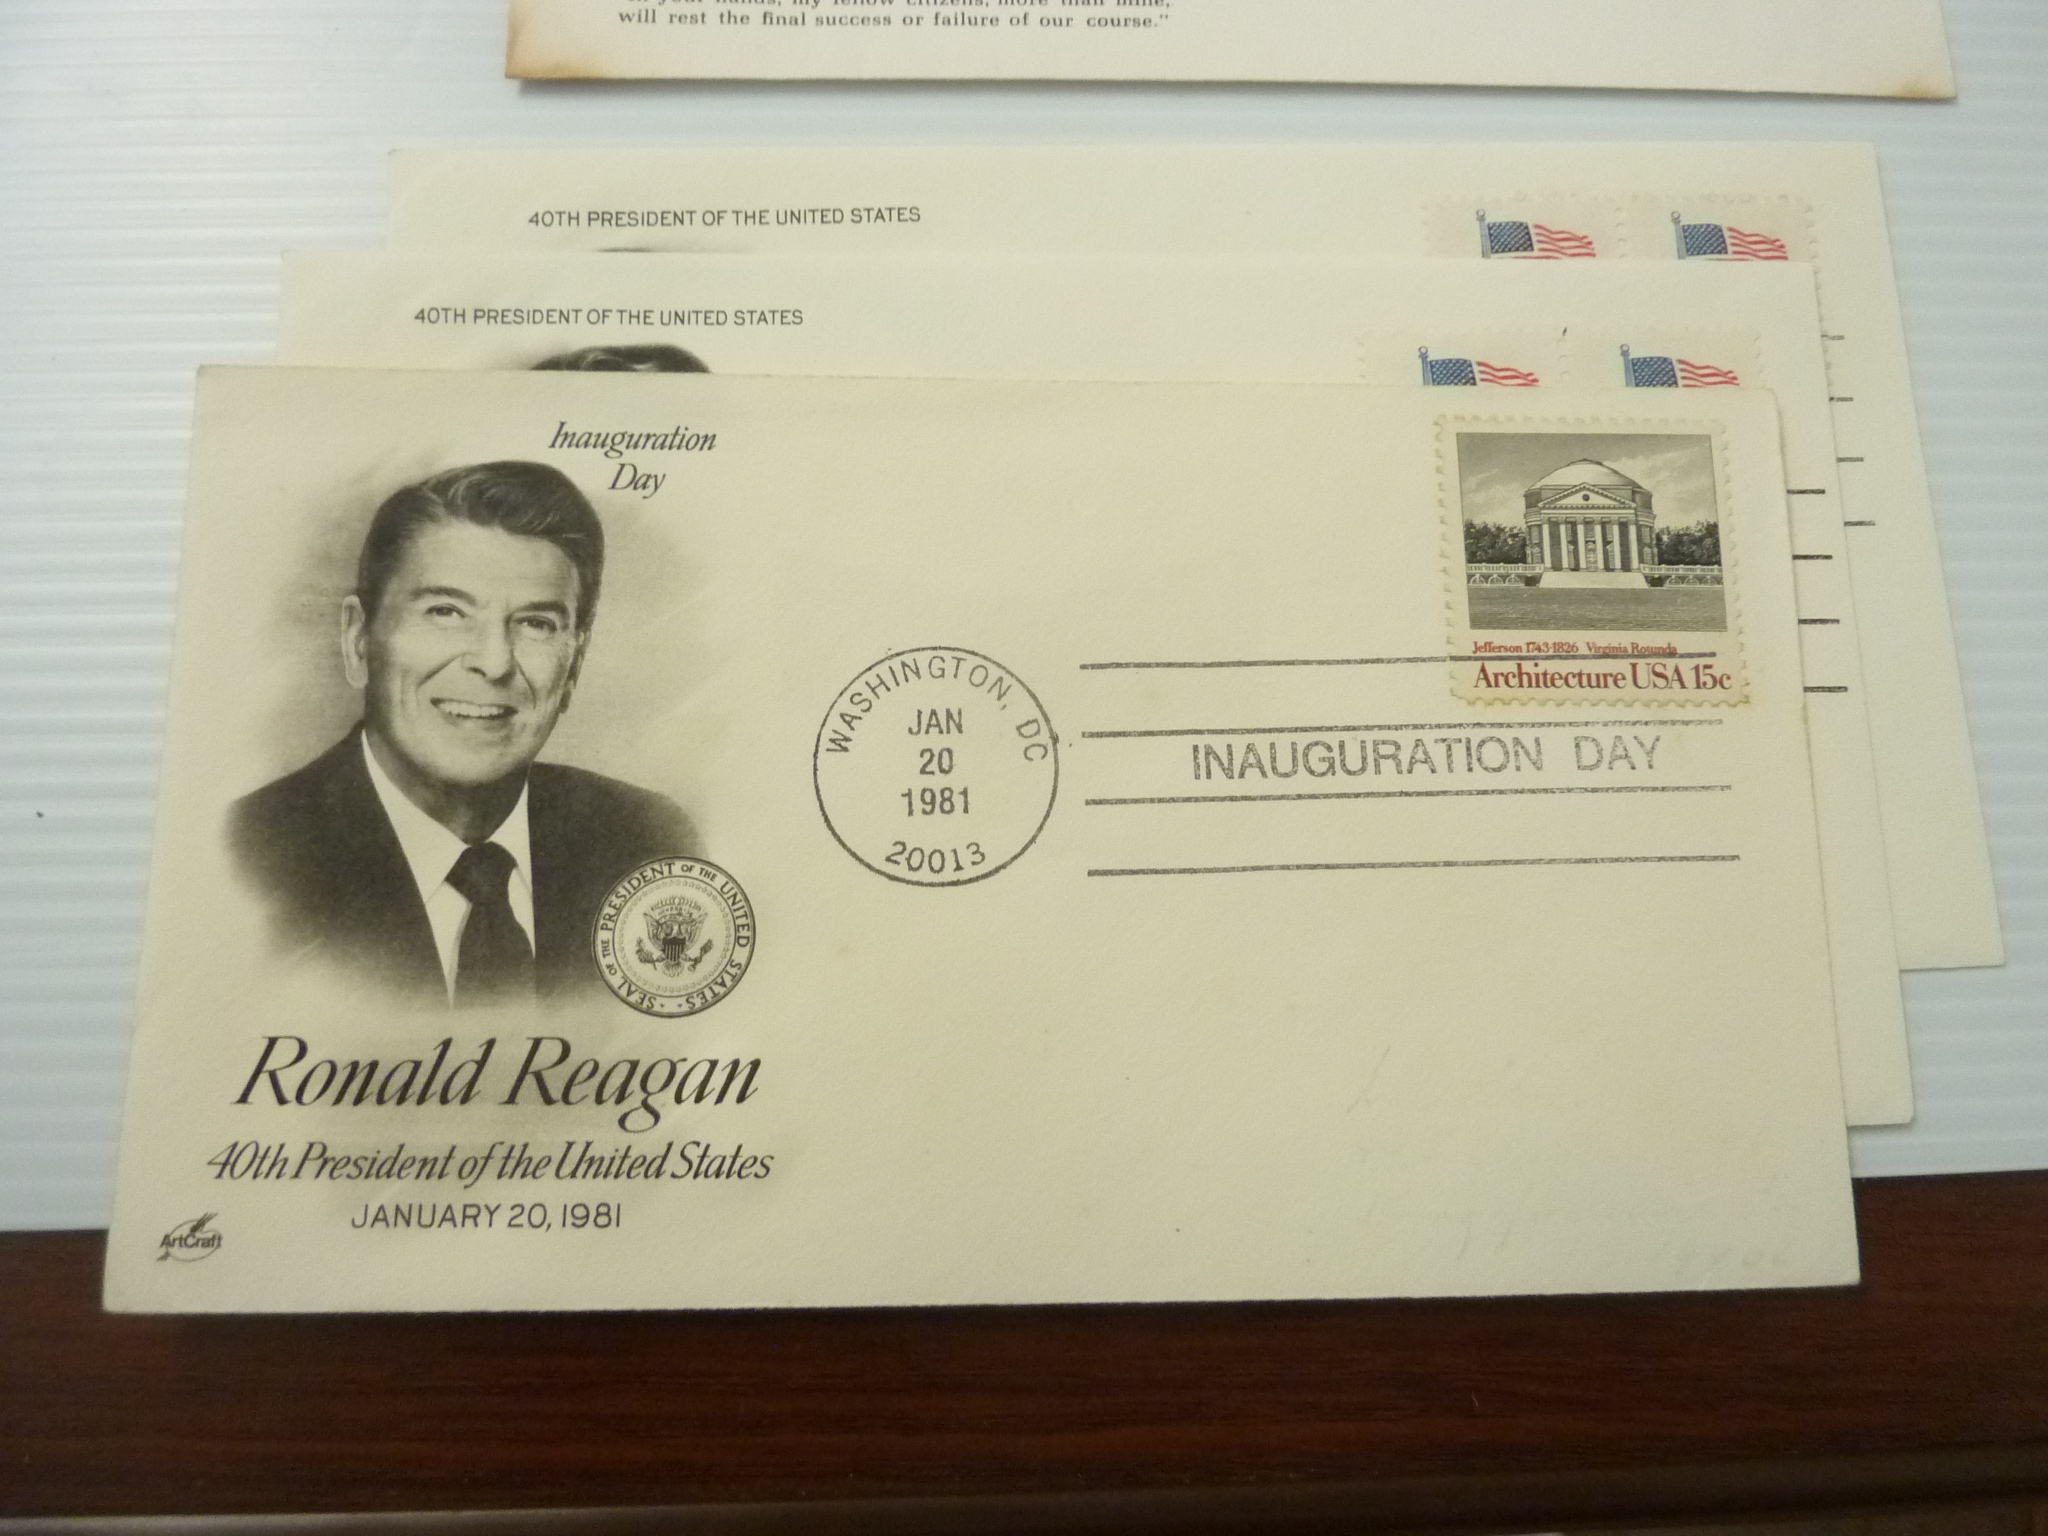 will rest the final success or failure of our course."
40TH PRESIDENT OF THE UNITED STATES
40TH PRESIDENT OF THE UNITED STATES
Inauguration
Day
Jefferson 1743-1826 Virginia Rotunda
Architecture USA 15c
WASHINGTON, DC
JAN
20
1981
20013
INAUGURATION DAY
SEAL OF THE PRESIDENT OF THE UNITED STATES
Ronald Reagan
40th President of the United States
JANUARY 20, 1981
ArtCraft